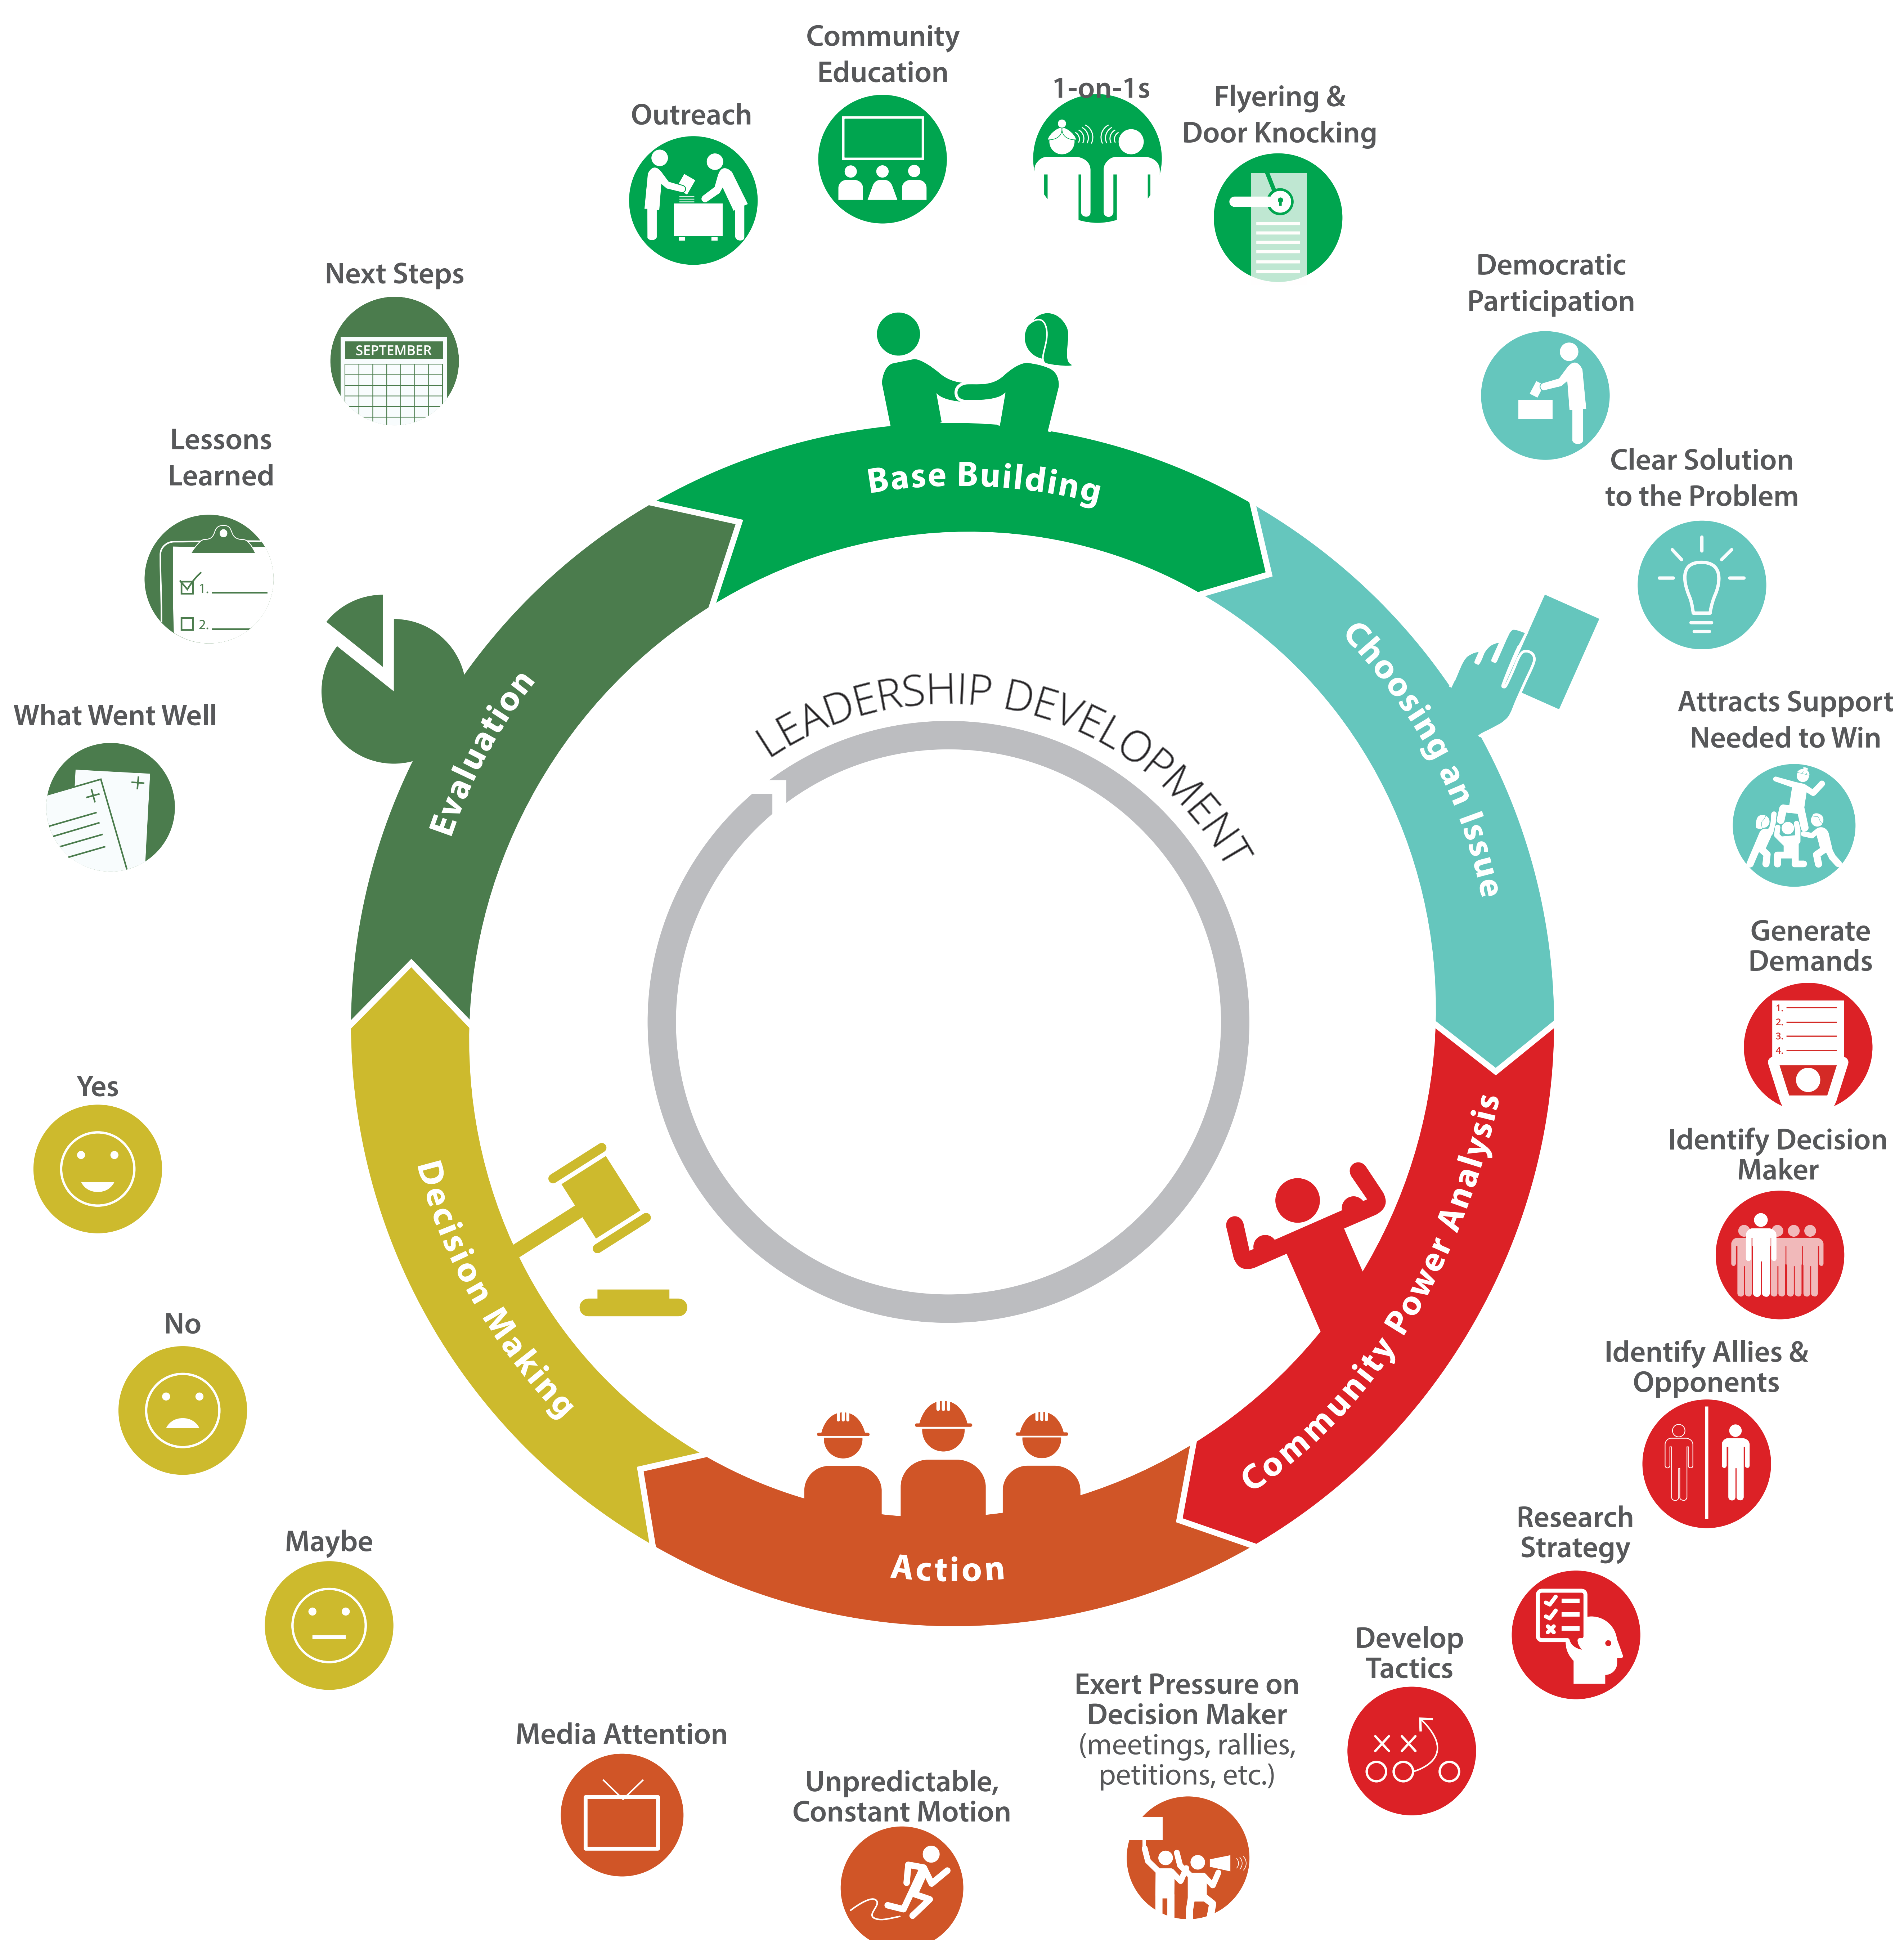 Community
Education
1-on-1s
Flyering &
Door Knocking
Outreach
Democratic
Participation
Next Steps
SEPTEMBER
Lessons
Learned
1.
2.
Clear Solution
to the Problem
Base Building
Choosing an Issue
Evaluation
LEADERSHIP DEVELOPMENT
What Went Well
Attracts Support
Needed to Win
Generate
Demands
1.
2.
3.
4.
Yes
Identify Decision
Maker
Community Power Analysis
Decision Making
No
Identify Allies &
Opponents
Action
Maybe
Research
Strategy
Develop
Tactics
Exert Pressure on
Decision Maker
(meetings, rallies,
petitions, etc.)
Media Attention
Unpredictable,
Constant Motion